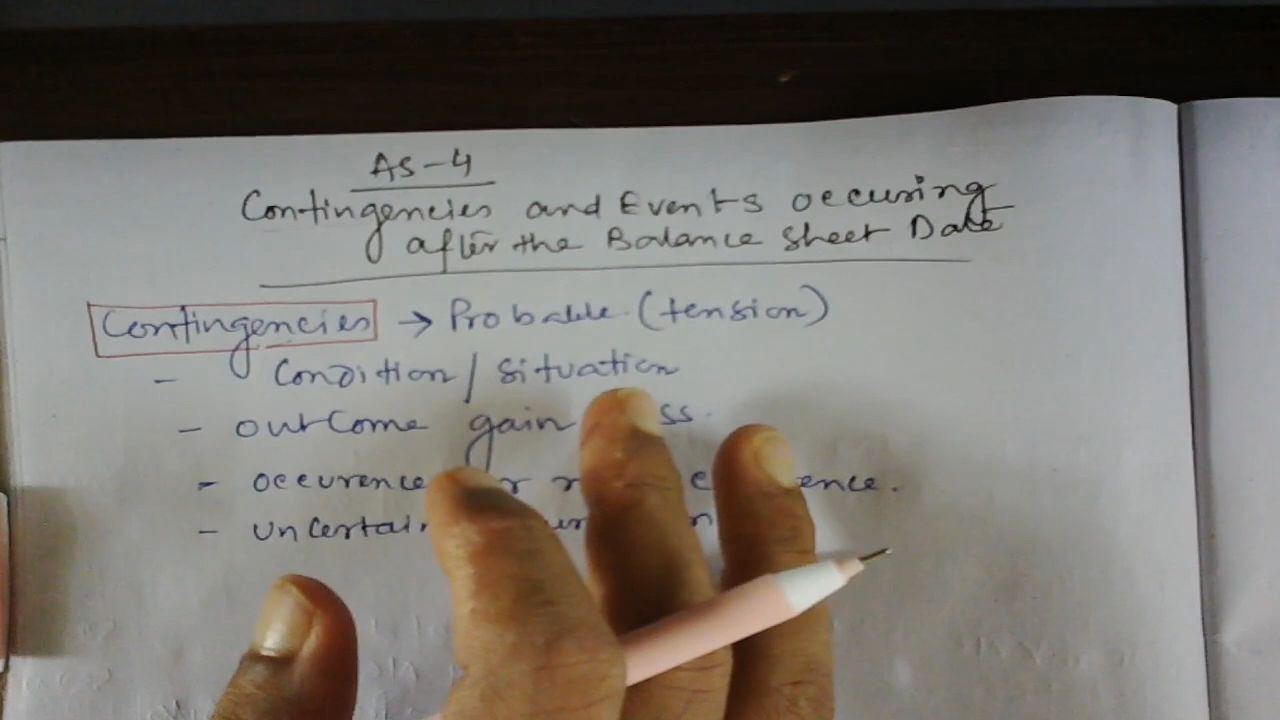 AS-4
Contingencies and Events occuring
after the Balance Sheet Date
Contingencies → Probable (tension)
- Condition / Situation
- outcome gain
- occurence
-